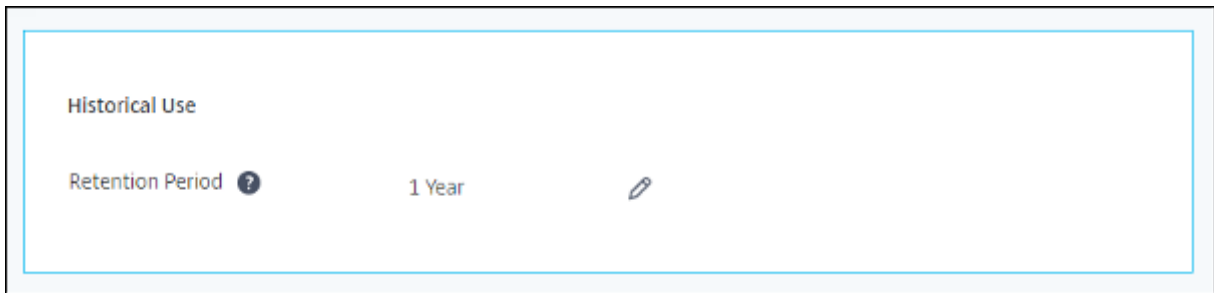 Historical Use
Retention Period ? 1 Year